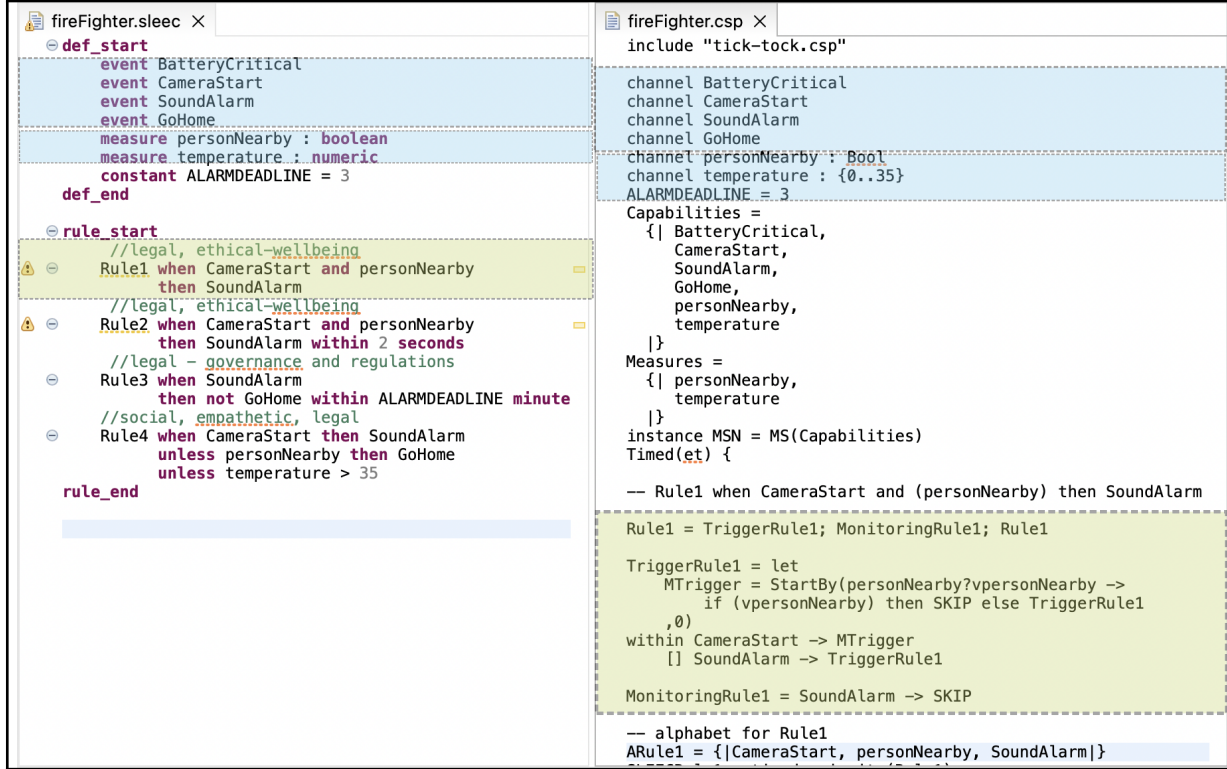 fireFighter.sleec
def_start
event BatteryCritical
event CameraStart
event SoundAlarm
event GoHome
measure personNearby : boolean
measure temperature : numeric
constant ALARMDEADLINE = 3
def_end
rule_start
//legal, ethical-wellbeing
Rule1 when CameraStart and personNearby
then SoundAlarm
//legal, ethical-wellbeing
Rule2 when CameraStart and personNearby
then SoundAlarm within 2 seconds
//legal - governance and regulations
Rule3 when SoundAlarm
then not GoHome within ALARMDEADLINE minute
//social, empathetic, legal
Rule4 when CameraStart then SoundAlarm
unless personNearby then GoHome
unless temperature > 35
rule_end
fireFighter.csp
include "tick-tock.csp"
channel BatteryCritical
channel CameraStart
channel SoundAlarm
channel GoHome
channel personNearby : Bool
channel temperature : {0..35}
ALARMDEADLINE = 3
Capabilities =
{| BatteryCritical,
CameraStart,
SoundAlarm,
GoHome,
personNearby,
temperature
|}
Measures =
{| personNearby,
temperature
|}
instance MSN = MS(Capabilities)
Timed(et) {
-- Rule1 when CameraStart and (personNearby) then SoundAlarm
Rule1 = TriggerRule1; MonitoringRule1; Rule1
TriggerRule1 = let
MTrigger = StartBy(personNearby?vpersonNearby ->
if (vpersonNearby) then SKIP else TriggerRule1
,0)
within CameraStart -> MTrigger
[] SoundAlarm -> TriggerRule1
MonitoringRule1 = SoundAlarm -> SKIP
-- alphabet for Rule1
ARule1 = {|CameraStart, personNearby, SoundAlarm|}